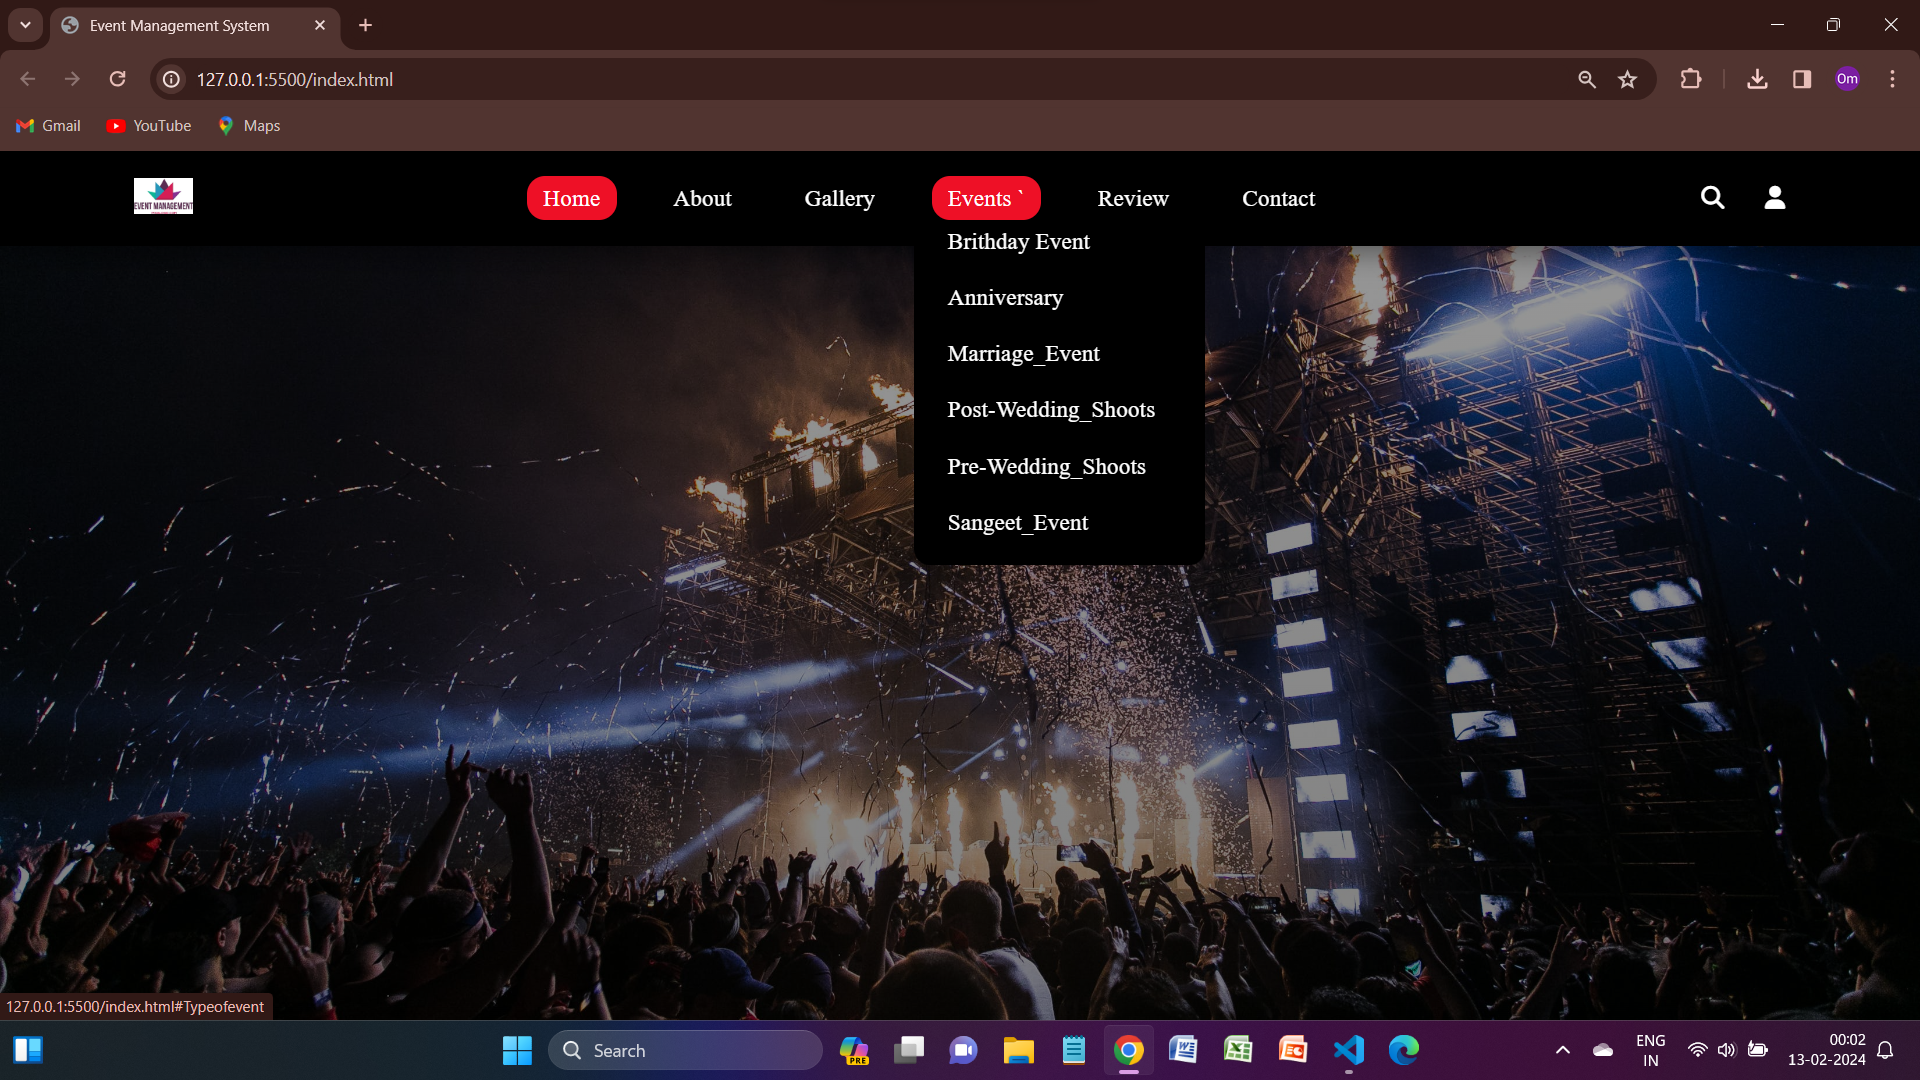 Event Management System
127.0.0.1:5500/index.html
Om
Gmail
YouTube
Maps
EVENT MANAGEMENT
Home
About
Gallery
Events `
Review
Contact
Brithday Event
Anniversary
Marriage_Event
Post-Wedding_Shoots
Pre-Wedding_Shoots
Sangeet_Event
127.0.0.1:5500/index.html#Typeofevent
Search
PRE
ENG
IN
00:02
13-02-2024